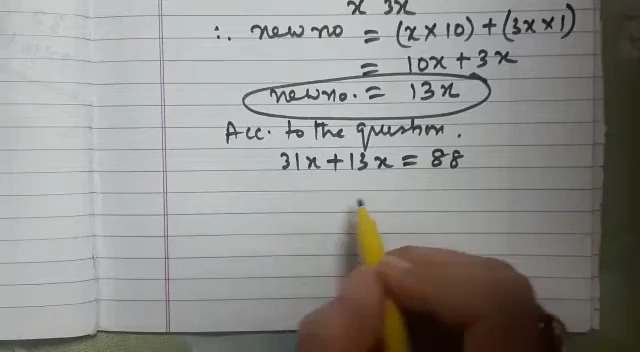 x 3x
∴ new no = (x × 10) + (3x × 1)
= 10x + 3x
new no. = 13x
Acc. to the question.
31x + 13x = 88